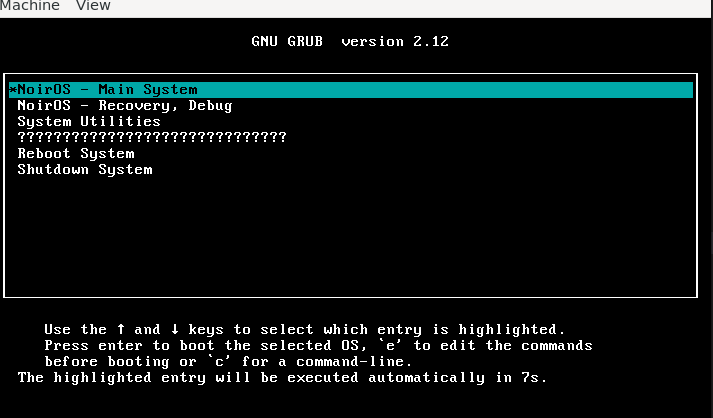 Machine View
GNU GRUB version 2.12
*NoirOS - Main System
NoirOS - Recovery, Debug
System Utilities
??????????????????????????????
Reboot System
Shutdown System
Use the ↑ and ↓ keys to select which entry is highlighted.
Press enter to boot the selected OS, `e' to edit the commands
before booting or `c' for a command-line.
The highlighted entry will be executed automatically in 7s.